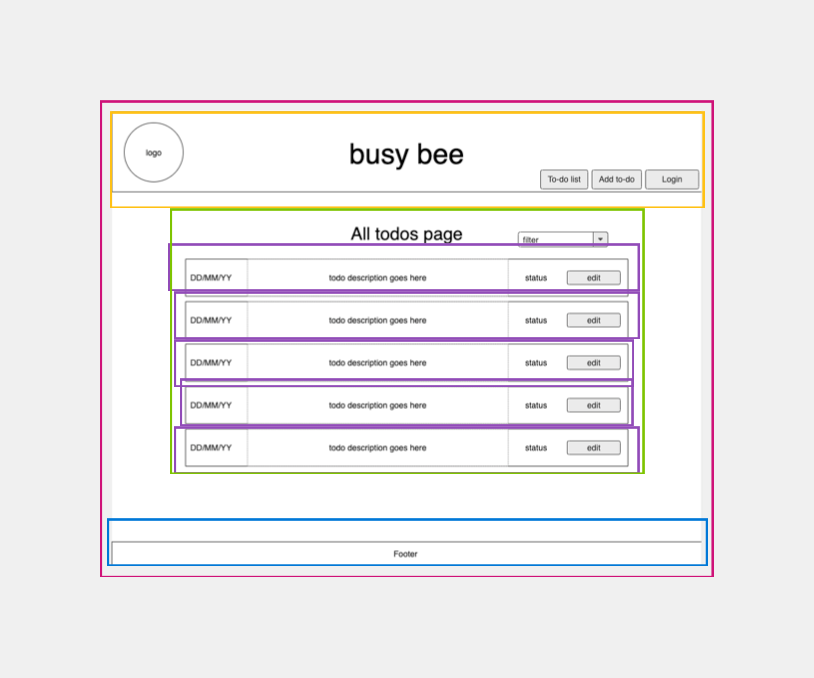 logo
busy bee
To-do list Add to-do Login
All todos page
filter
DD/MM/YY todo description goes here status edit
DD/MM/YY todo description goes here status edit
DD/MM/YY todo description goes here status edit
DD/MM/YY todo description goes here status edit
DD/MM/YY todo description goes here status edit
Footer